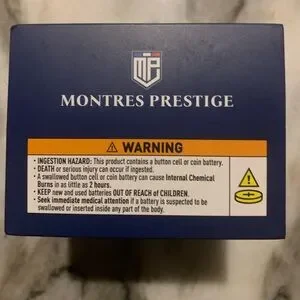 MP
MONTRES PRESTIGE
⚠ WARNING
• INGESTION HAZARD: This product contains a button cell or coin battery.
• DEATH or serious injury can occur if ingested.
• A swallowed button cell or coin battery can cause Internal Chemical
Burns in as little as 2 hours.
• KEEP new and used batteries OUT OF REACH of CHILDREN.
• Seek immediate medical attention if a battery is suspected to be
swallowed or inserted inside any part of the body.